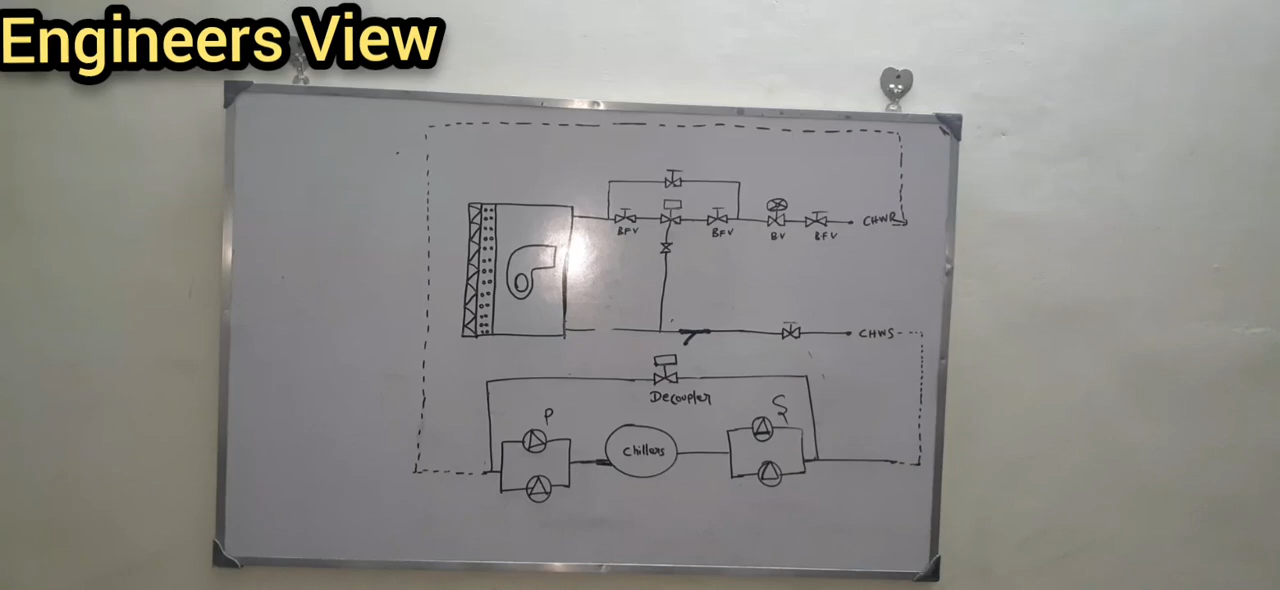 Engineers View
BFV
BFV
BV
BFV
CHWR
CHWS
Decoupler
P
S
Chillers